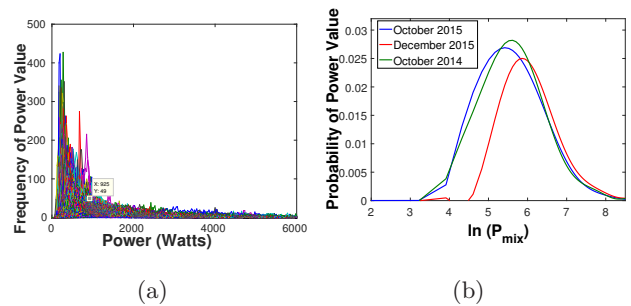 500
400
300
200
100
0
Frequency of Power Value
X: 925
Y: 49
0 2000 4000 6000
Power (Watts)
(a)
0.03
0.025
0.02
0.015
0.01
0.005
0
Probability of Power Value
October 2015
December 2015
October 2014
2 3 4 5 6 7 8
ln (P_mix)
(b)